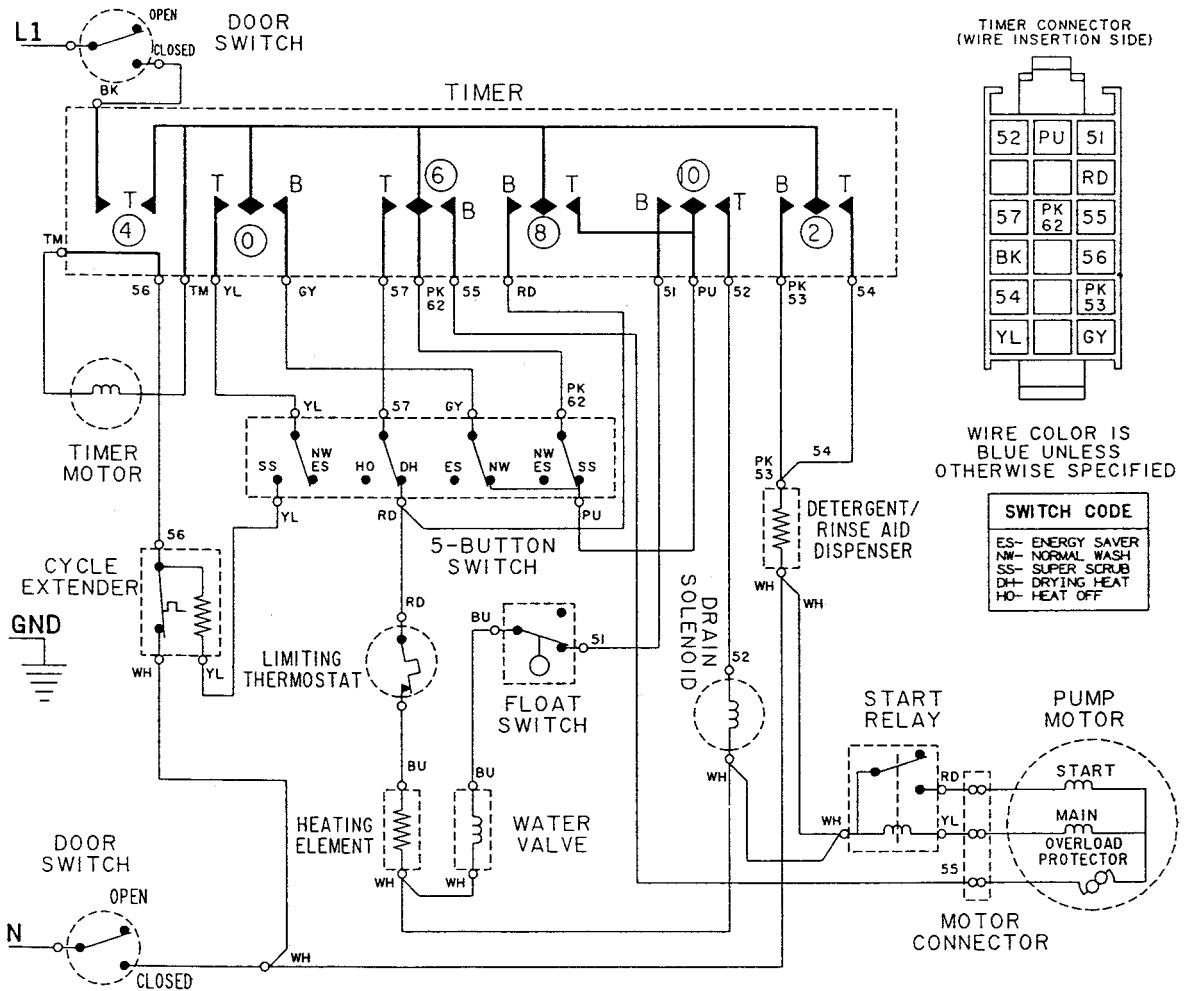 L1
OPEN
CLOSED
DOOR
SWITCH
BK
TIMER
TIMER CONNECTOR
(WIRE INSERTION SIDE)
52 PU 51
RD
57 PK 62 55
BK 56
54 PK 53
YL GY
T
4
T
0
B
T
6
B
B
8
T
B
10
T
B
2
T
TM
56
TM
YL
GY
57
PK
62
55
RD
51
PU
52
PK
53
54
TIMER
MOTOR
YL
57
GY
PK
62
SS
NW
ES
HO
DH
ES
NW
NW
ES
SS
YL
RD
PU
5-BUTTON
SWITCH
WIRE COLOR IS
BLUE UNLESS
OTHERWISE SPECIFIED
SWITCH CODE
ES- ENERGY SAVER
NW- NORMAL WASH
SS- SUPER SCRUB
DH- DRYING HEAT
HO- HEAT OFF
PK
53
54
DETERGENT/
RINSE AID
DISPENSER
WH
WH
56
CYCLE
EXTENDER
WH
YL
GND
RD
LIMITING
THERMOSTAT
BU
51
FLOAT
SWITCH
DRAIN
SOLENOID
52
WH
START
RELAY
PUMP
MOTOR
RD
START
WH
YL
MAIN
OVERLOAD
PROTECTOR
55
MOTOR
CONNECTOR
BU
HEATING
ELEMENT
WH
BU
WATER
VALVE
WH
DOOR
SWITCH
OPEN
N
CLOSED
WH